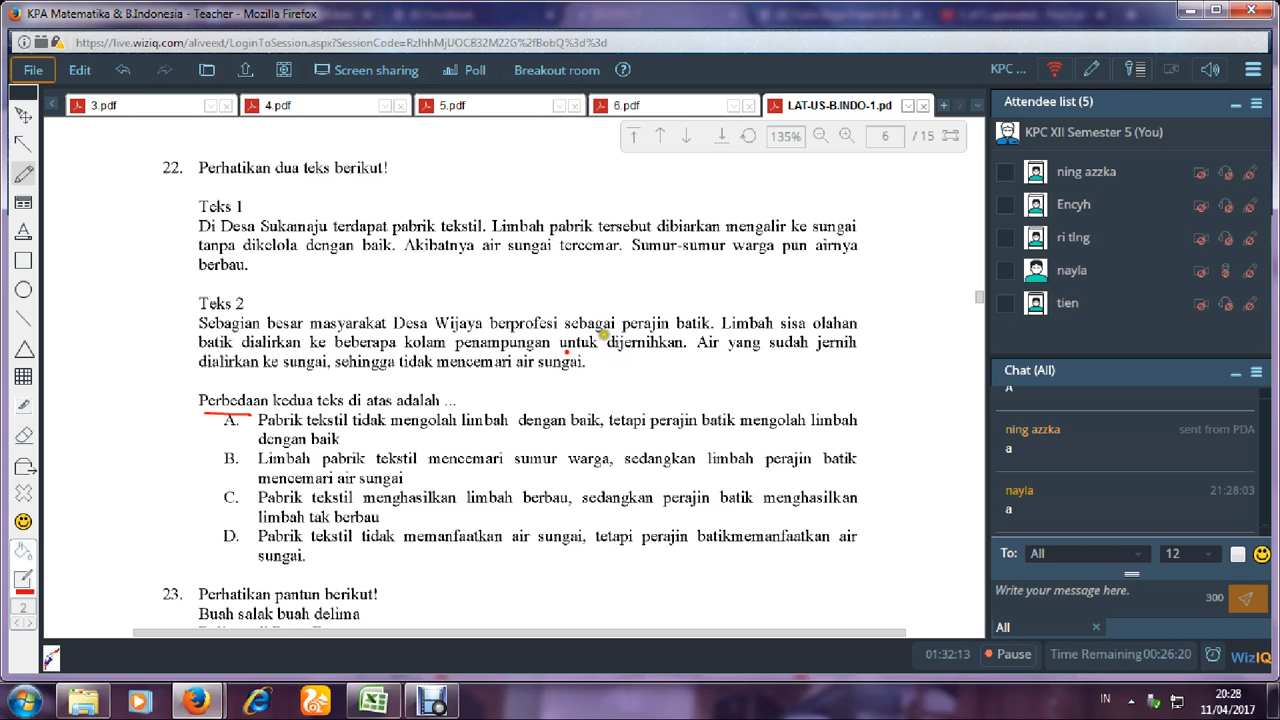 KPA Matematika & B.Indonesia - Teacher - Mozilla Firefox
https://live.wiziq.com/aliveext/LoginToSession.aspx?SessionCode=RzIhhMjUOCB32M22G%2fBobQ%3d%3d
File Edit Screen sharing Poll Breakout room KPC ...
3.pdf 4.pdf 5.pdf 6.pdf LAT-US-B.INDO-1.pd
135% 6 / 15
22. Perhatikan dua teks berikut!
Teks 1
Di Desa Sukamaju terdapat pabrik tekstil. Limbah pabrik tersebut dibiarkan mengalir ke sungai
tanpa dikelola dengan baik. Akibatnya air sungai tercemar. Sumur-sumur warga pun airnya
berbau.
Teks 2
Sebagian besar masyarakat Desa Wijaya berprofesi sebagai perajin batik. Limbah sisa olahan
batik dialirkan ke beberapa kolam penampungan untuk dijernihkan. Air yang sudah jernih
dialirkan ke sungai, sehingga tidak mencemari air sungai.
Perbedaan kedua teks di atas adalah ...
A. Pabrik tekstil tidak mengolah limbah dengan baik, tetapi perajin batik mengolah limbah
dengan baik
B. Limbah pabrik tekstil mencemari sumur warga, sedangkan limbah perajin batik
mencemari air sungai
C. Pabrik tekstil menghasilkan limbah berbau, sedangkan perajin batik menghasilkan
limbah tak berbau
D. Pabrik tekstil tidak memanfaatkan air sungai, tetapi perajin batikmemanfaatkan air
sungai.
23. Perhatikan pantun berikut!
Buah salak buah delima
2
Attendee list (5)
KPC XII Semester 5 (You)
ning azzka
Encyh
ri tlng
nayla
tien
Chat (All)
A
ning azzka sent from PDA
a
nayla 21:28:03
a
To: All 12
Write your message here. 300
All
01:32:13 Pause Time Remaining 00:26:20 WizIQ
IN 20:28
11/04/2017